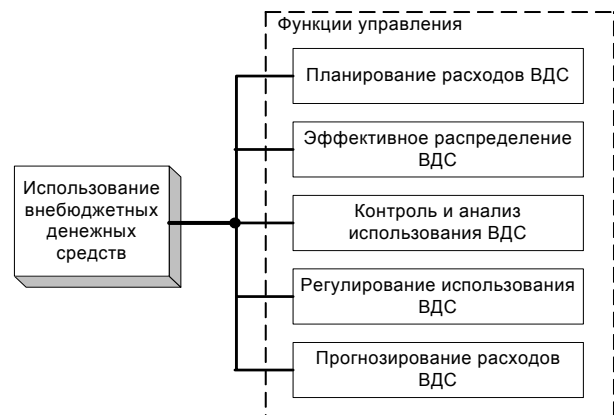 Функции управления
Планирование расходов ВДС
Эффективное распределение
ВДС
Использование
внебюджетных
денежных
средств
Контроль и анализ
использования ВДС
Регулирование использования
ВДС
Прогнозирование расходов
ВДС